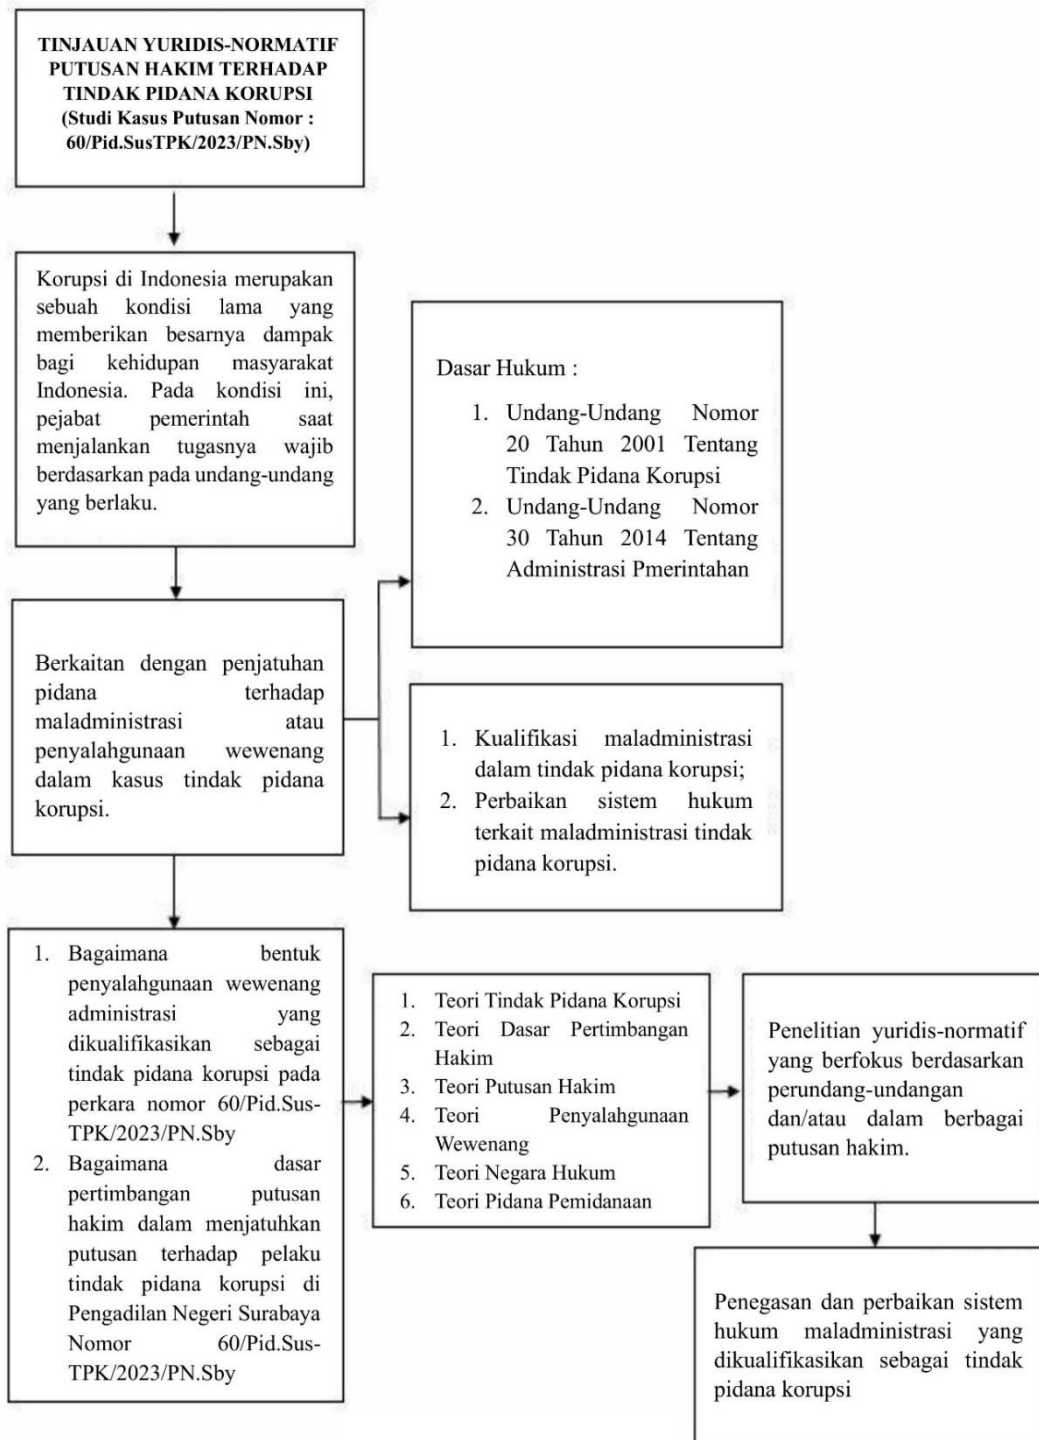 TINJAUAN YURIDIS-NORMATIF
PUTUSAN HAKIM TERHADAP
TINDAK PIDANA KORUPSI
(Studi Kasus Putusan Nomor :
60/Pid.SusTPK/2023/PN.Sby)
Korupsi di Indonesia merupakan
sebuah kondisi lama yang
memberikan besarnya dampak
bagi kehidupan masyarakat
Indonesia. Pada kondisi ini,
pejabat pemerintah saat
menjalankan tugasnya wajib
berdasarkan pada undang-undang
yang berlaku.
Dasar Hukum :
1. Undang-Undang Nomor
20 Tahun 2001 Tentang
Tindak Pidana Korupsi
2. Undang-Undang Nomor
30 Tahun 2014 Tentang
Administrasi Pmerintahan
Berkaitan dengan penjatuhan
pidana terhadap
maladministrasi atau
penyalahgunaan wewenang
dalam kasus tindak pidana
korupsi.
1. Kualifikasi maladministrasi
dalam tindak pidana korupsi;
2. Perbaikan sistem hukum
terkait maladministrasi tindak
pidana korupsi.
1. Bagaimana bentuk
penyalahgunaan wewenang
administrasi yang
dikualifikasikan sebagai
tindak pidana korupsi pada
perkara nomor 60/Pid.Sus-
TPK/2023/PN.Sby
2. Bagaimana dasar
pertimbangan putusan
hakim dalam menjatuhkan
putusan terhadap pelaku
tindak pidana korupsi di
Pengadilan Negeri Surabaya
Nomor 60/Pid.Sus-
TPK/2023/PN.Sby
1. Teori Tindak Pidana Korupsi
2. Teori Dasar Pertimbangan
Hakim
3. Teori Putusan Hakim
4. Teori Penyalahgunaan
Wewenang
5. Teori Negara Hukum
6. Teori Pidana Pemidanaan
Penelitian yuridis-normatif
yang berfokus berdasarkan
perundang-undangan
dan/atau dalam berbagai
putusan hakim.
Penegasan dan perbaikan sistem
hukum maladministrasi yang
dikualifikasikan sebagai tindak
pidana korupsi